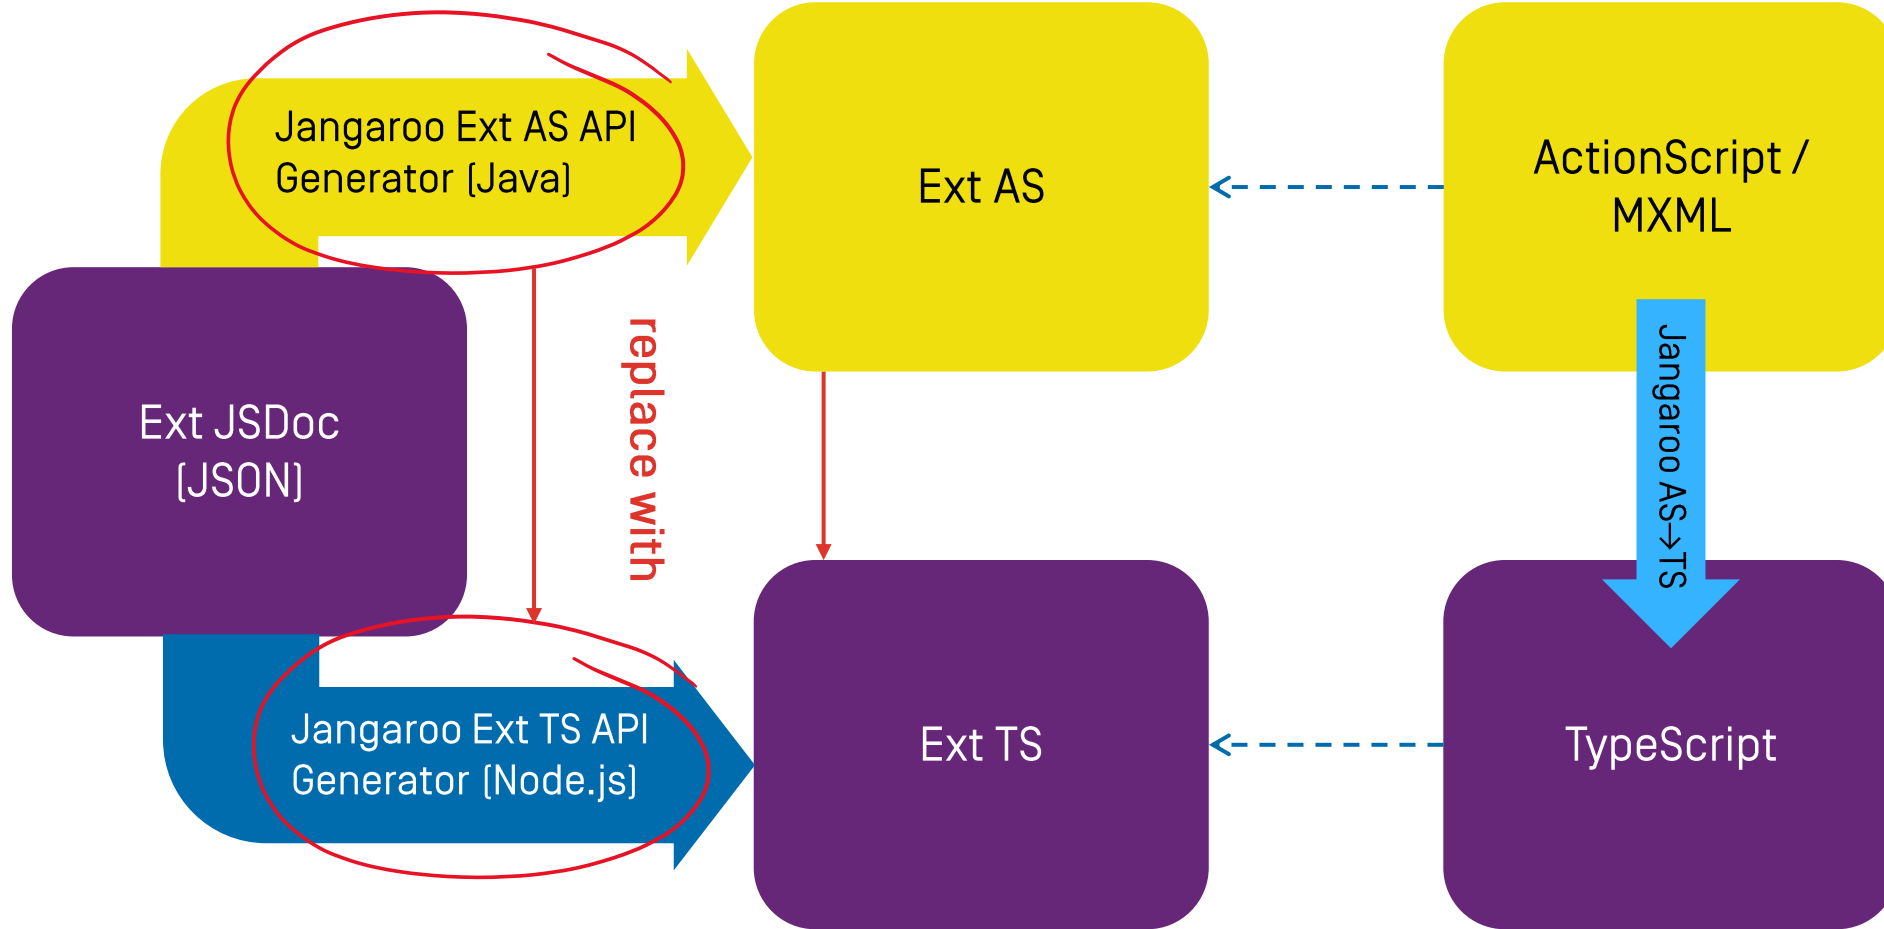 Jangaroo Ext AS API
Generator (Java)
Ext AS
ActionScript /
MXML
Ext JSDoc
(JSON)
replace with
Jangaroo AS→TS
Jangaroo Ext TS API
Generator (Node.js)
Ext TS
TypeScript